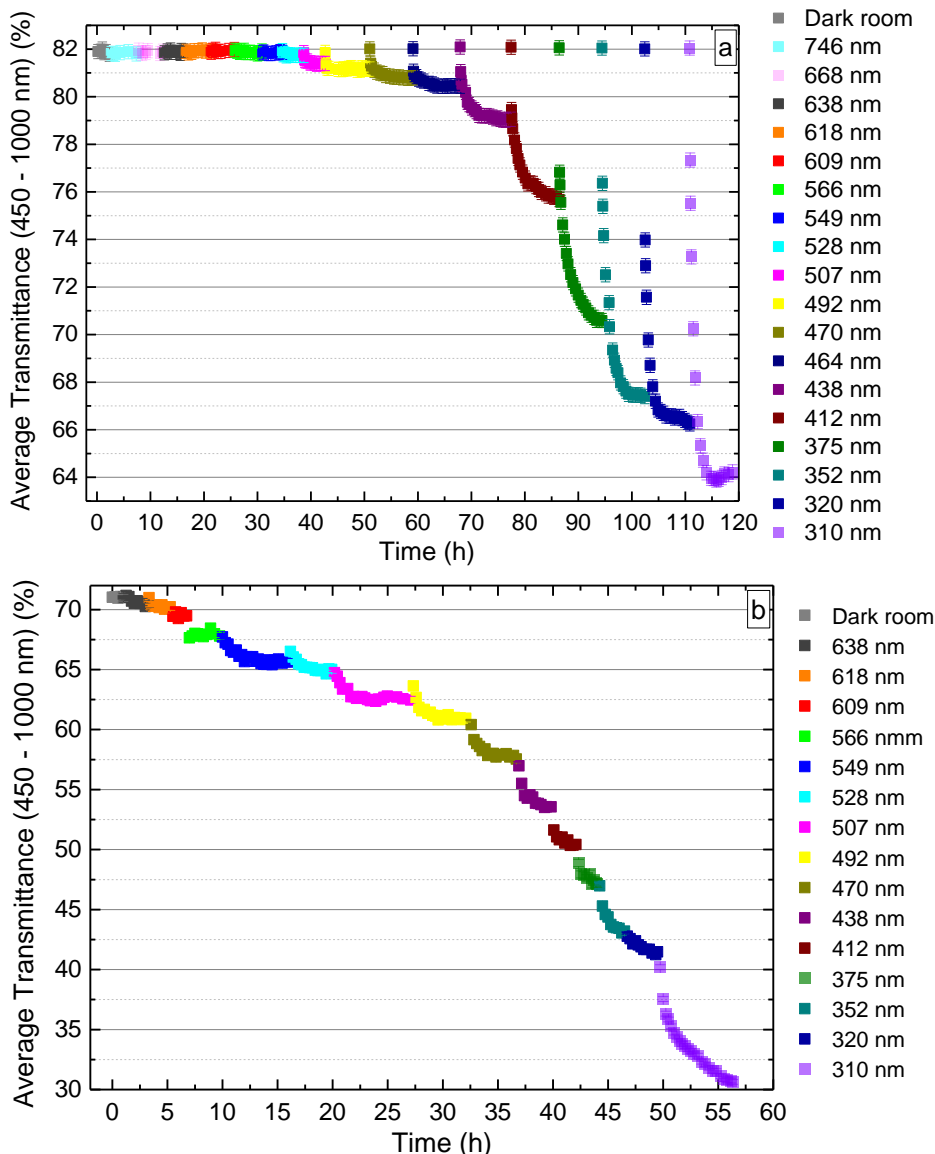 Average Transmittance (450 - 1000 nm) (%)
82
80
78
76
74
72
70
68
66
64
a
0 10 20 30 40 50 60 70 80 90 100 110 120
Time (h)
Dark room
746 nm
668 nm
638 nm
618 nm
609 nm
566 nm
549 nm
528 nm
507 nm
492 nm
470 nm
464 nm
438 nm
412 nm
375 nm
352 nm
320 nm
310 nm
Average Transmittance (450 - 1000 nm) (%)
70
65
60
55
50
45
40
35
30
b
0 5 10 15 20 25 30 35 40 45 50 55 60
Time (h)
Dark room
638 nm
618 nm
609 nm
566 nmm
549 nm
528 nm
507 nm
492 nm
470 nm
438 nm
412 nm
375 nm
352 nm
320 nm
310 nm